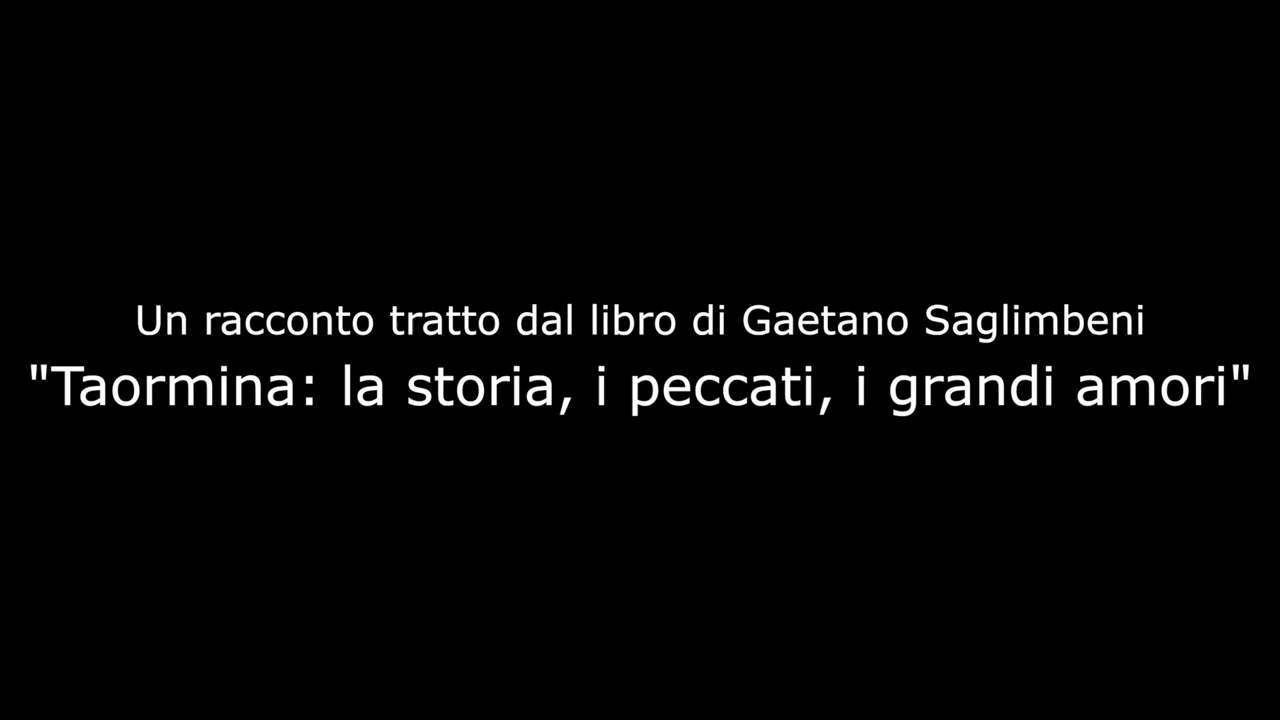 Un racconto tratto dal libro di Gaetano Saglimbeni
"Taormina: la storia, i peccati, i grandi amori"